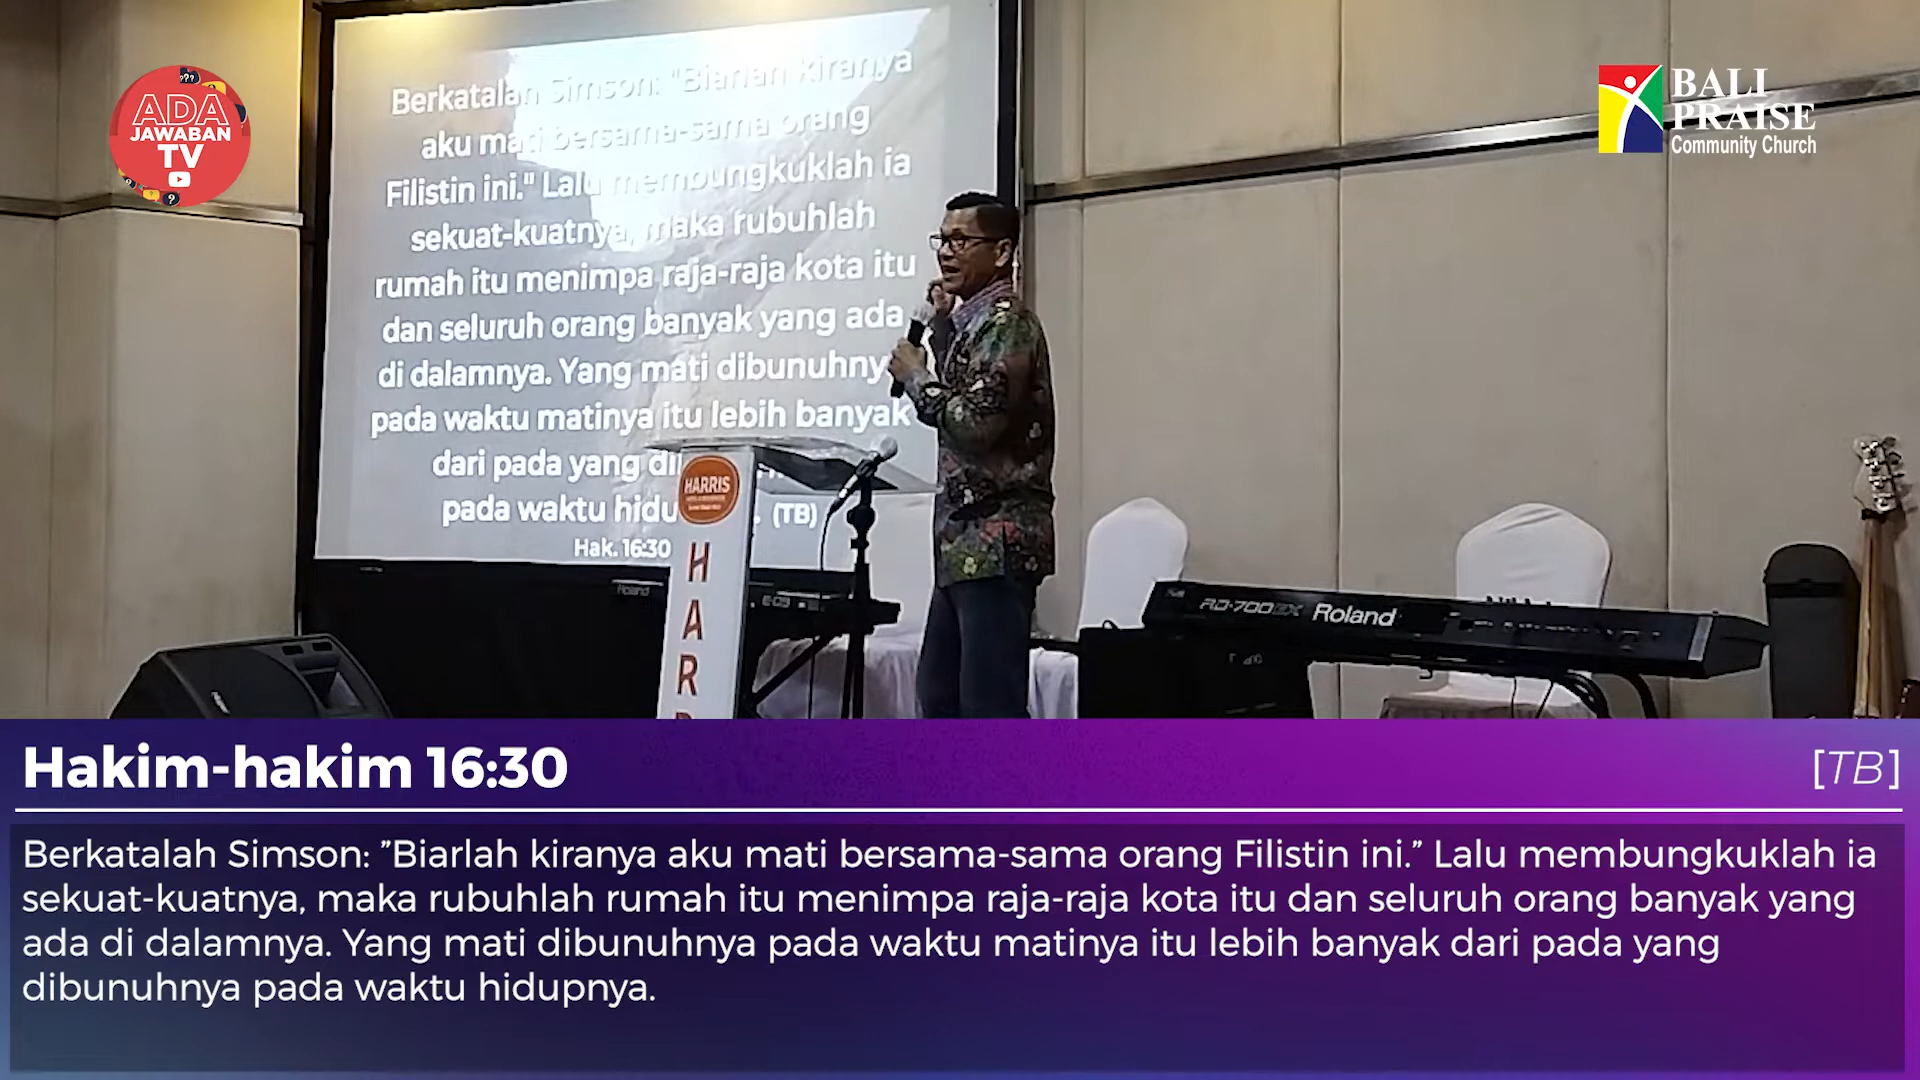 ADA
JAWABAN
TV
BALI
PRAISE
Community Church
Berkatalah Simson: "Biarlah kiranya
aku mati bersama-sama orang
Filistin ini." Lalu membungkuklah ia
sekuat-kuatnya, maka rubuhlah
rumah itu menimpa raja-raja kota itu
dan seluruh orang banyak yang ada
di dalamnya. Yang mati dibunuhny
pada waktu matinya itu lebih banyak
dari pada yang di
pada waktu hidu . (TB)
Hak. 16:30
HARRIS
H
A
R
Roland
RD-700GX Roland
Hakim-hakim 16:30
[TB]
Berkatalah Simson: ”Biarlah kiranya aku mati bersama-sama orang Filistin ini.” Lalu membungkuklah ia
sekuat-kuatnya, maka rubuhlah rumah itu menimpa raja-raja kota itu dan seluruh orang banyak yang
ada di dalamnya. Yang mati dibunuhnya pada waktu matinya itu lebih banyak dari pada yang
dibunuhnya pada waktu hidupnya.